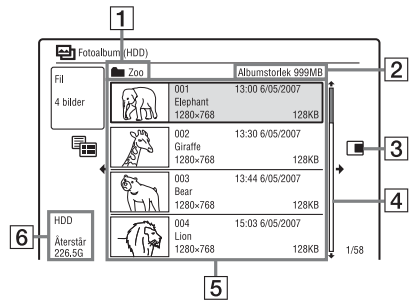 1
Fotoalbum (HDD)
Zoo
Albumstorlek 999MB
2
Fil
4 bilder
001 13:00 6/05/2007
Elephant
1280×768 128KB
002 13:30 6/05/2007
Giraffe
1280×768 128KB
3
003 13:44 6/05/2007
Bear
1280×768 128KB
4
004 15:03 6/05/2007
Lion
1280×768 128KB
6
HDD
Återstår
226.5G
1/58
5